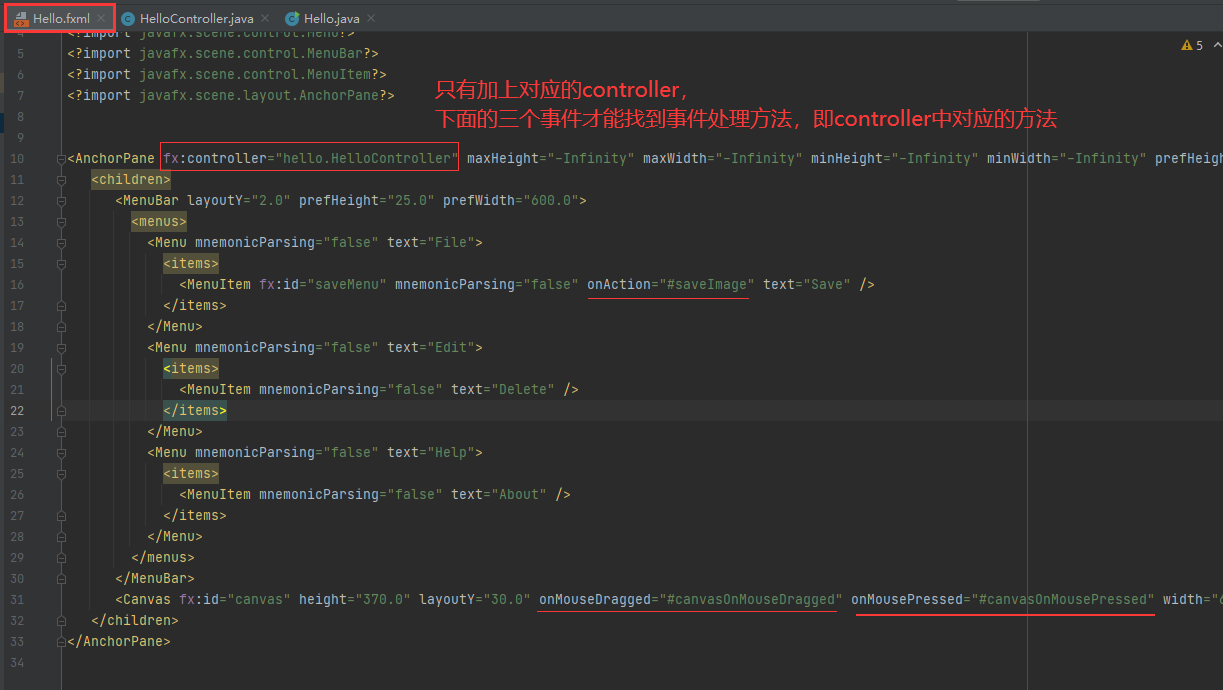 Hello.fxml HelloController.java Hello.java
4 <?import javafx.scene.control.Menu?>
5 <?import javafx.scene.control.MenuBar?>
5
6 <?import javafx.scene.control.MenuItem?>
7 <?import javafx.scene.layout.AnchorPane?>
只有加上对应的controller，
8
下面的三个事件才能找到事件处理方法，即controller中对应的方法
9
10 <AnchorPane fx:controller="hello.HelloController" maxHeight="-Infinity" maxWidth="-Infinity" minHeight="-Infinity" minWidth="-Infinity" prefHeigh
11 <children>
12 <MenuBar layoutY="2.0" prefHeight="25.0" prefWidth="600.0">
13 <menus>
14 <Menu mnemonicParsing="false" text="File">
15 <items>
16 <MenuItem fx:id="saveMenu" mnemonicParsing="false" onAction="#saveImage" text="Save" />
17 </items>
18 </Menu>
19 <Menu mnemonicParsing="false" text="Edit">
20 <items>
21 <MenuItem mnemonicParsing="false" text="Delete" />
22 </items>
23 </Menu>
24 <Menu mnemonicParsing="false" text="Help">
25 <items>
26 <MenuItem mnemonicParsing="false" text="About" />
27 </items>
28 </Menu>
29 </menus>
30 </MenuBar>
31 <Canvas fx:id="canvas" height="370.0" layoutY="30.0" onMouseDragged="#canvasOnMouseDragged" onMousePressed="#canvasOnMousePressed" width="6
32 </children>
33 </AnchorPane>
34